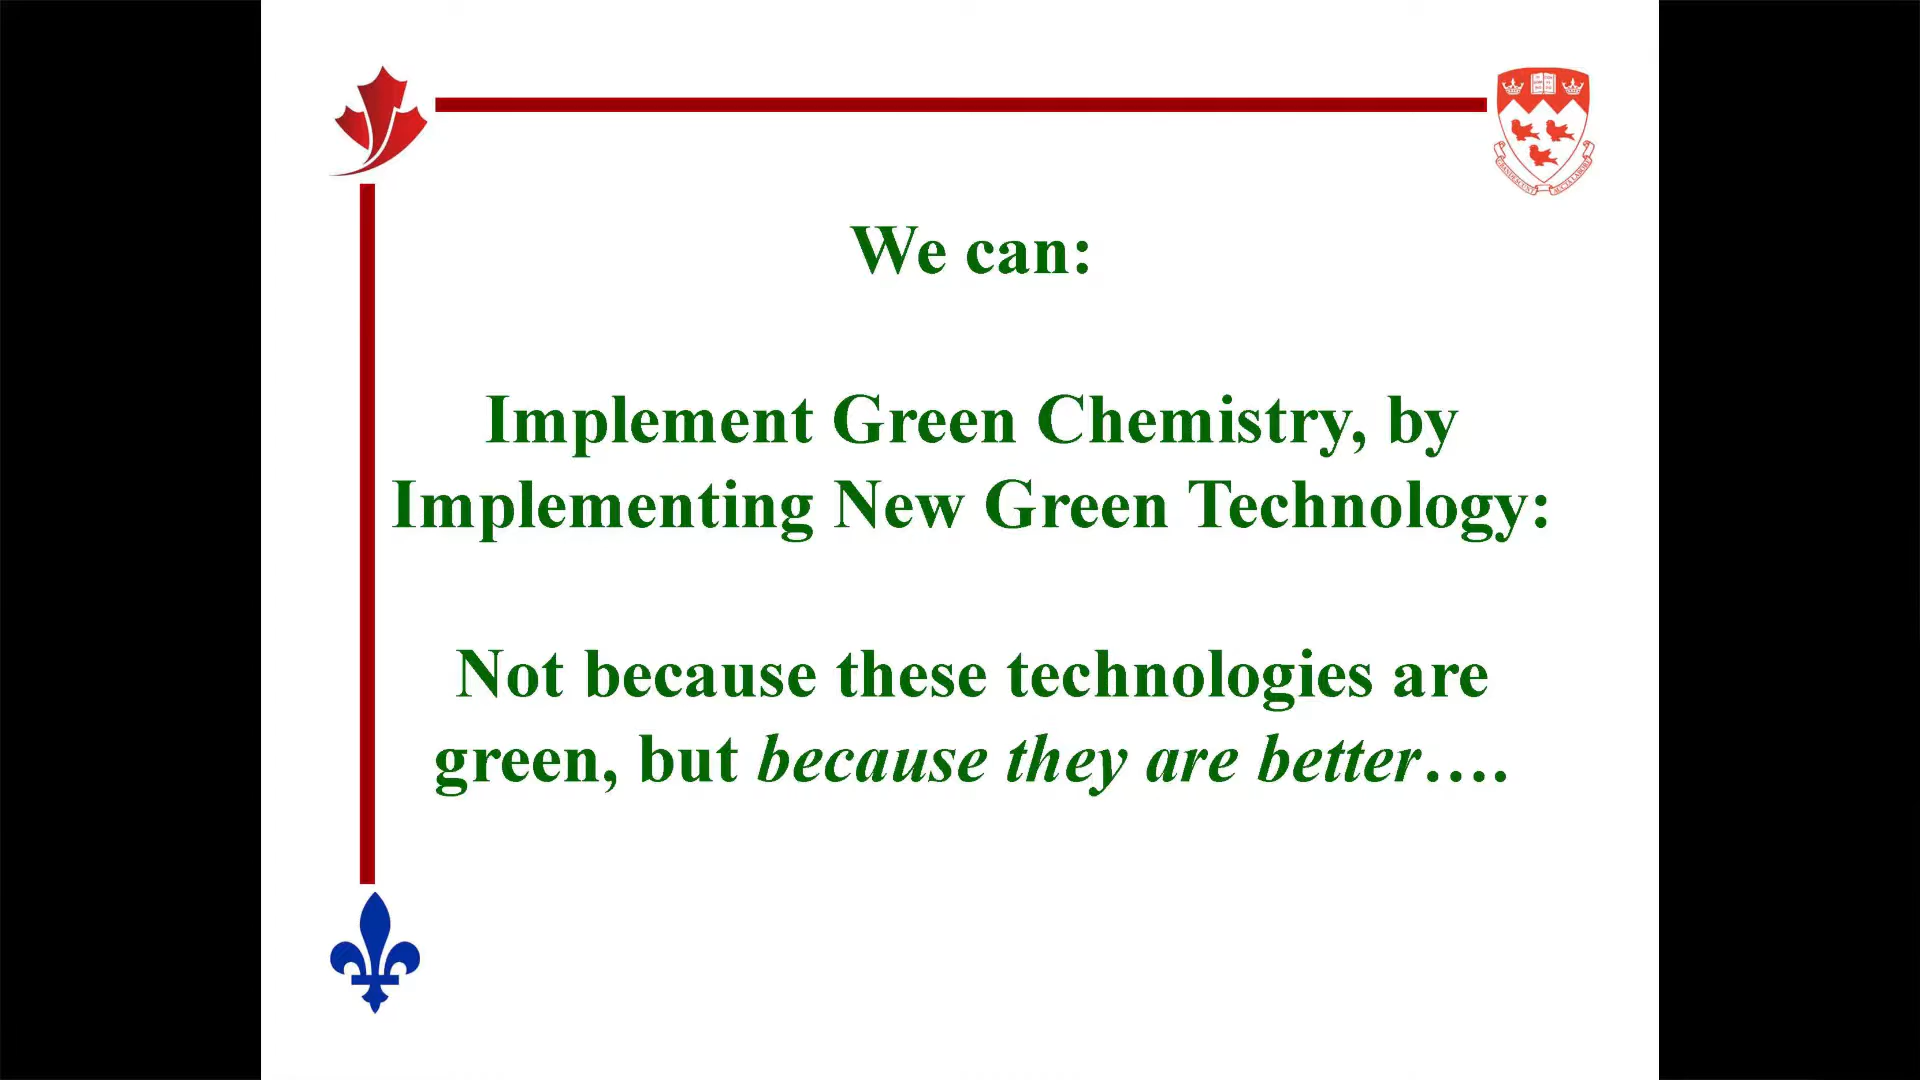 We can:
Implement Green Chemistry, by
Implementing New Green Technology:
Not because these technologies are
green, but because they are better....